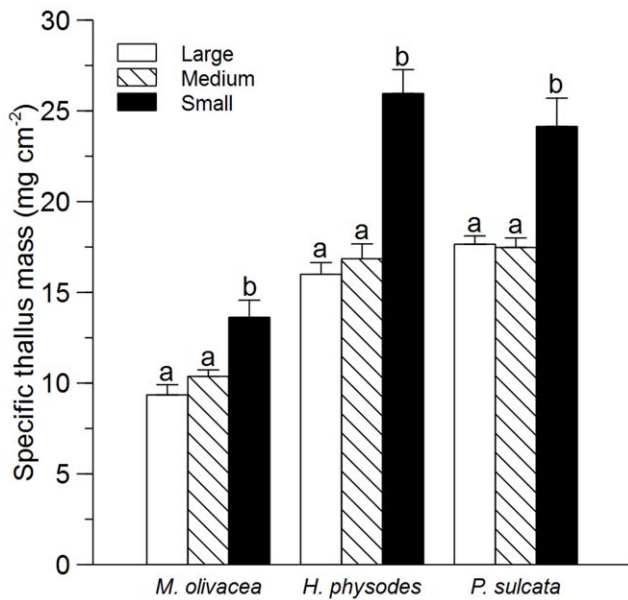 30
25
20
15
10
5
0
Specific thallus mass (mg cm-2)
Large
Medium
Small
a a b
a a b
a a b
M. olivacea H. physodes P. sulcata